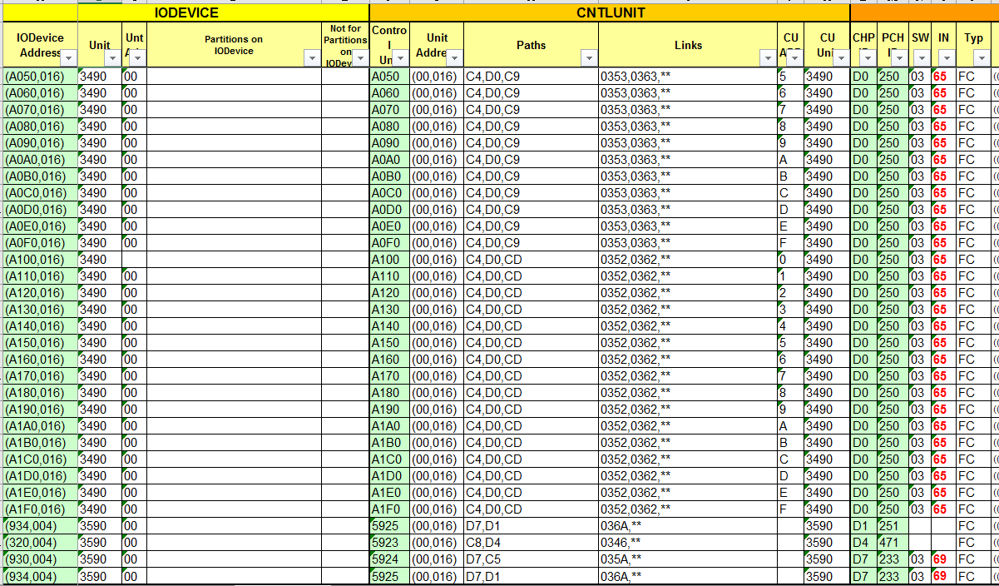 IODEVICE CNTLUNIT
IODevice Address Unit Unt Partitions on IODevice Not for Partitions on IODev Control Un Unit Addre Paths Links CU CU Uni CHP PCH SW IN Typ
(A050,016) 3490 00 A050 (00,016) C4,D0,C9 0353,0363,** 5 3490 D0 250 03 65 FC
(A060,016) 3490 00 A060 (00,016) C4,D0,C9 0353,0363,** 6 3490 D0 250 03 65 FC
(A070,016) 3490 00 A070 (00,016) C4,D0,C9 0353,0363,** 7 3490 D0 250 03 65 FC
(A080,016) 3490 00 A080 (00,016) C4,D0,C9 0353,0363,** 8 3490 D0 250 03 65 FC
(A090,016) 3490 00 A090 (00,016) C4,D0,C9 0353,0363,** 9 3490 D0 250 03 65 FC
(A0A0,016) 3490 00 A0A0 (00,016) C4,D0,C9 0353,0363,** A 3490 D0 250 03 65 FC
(A0B0,016) 3490 00 A0B0 (00,016) C4,D0,C9 0353,0363,** B 3490 D0 250 03 65 FC
(A0C0,016) 3490 00 A0C0 (00,016) C4,D0,C9 0353,0363,** C 3490 D0 250 03 65 FC
(A0D0,016) 3490 00 A0D0 (00,016) C4,D0,C9 0353,0363,** D 3490 D0 250 03 65 FC
(A0E0,016) 3490 00 A0E0 (00,016) C4,D0,C9 0353,0363,** E 3490 D0 250 03 65 FC
(A0F0,016) 3490 00 A0F0 (00,016) C4,D0,C9 0353,0363,** F 3490 D0 250 03 65 FC
(A100,016) 3490 A100 (00,016) C4,D0,CD 0352,0362,** 0 3490 D0 250 03 65 FC
(A110,016) 3490 00 A110 (00,016) C4,D0,CD 0352,0362,** 1 3490 D0 250 03 65 FC
(A120,016) 3490 00 A120 (00,016) C4,D0,CD 0352,0362,** 2 3490 D0 250 03 65 FC
(A130,016) 3490 00 A130 (00,016) C4,D0,CD 0352,0362,** 3 3490 D0 250 03 65 FC
(A140,016) 3490 00 A140 (00,016) C4,D0,CD 0352,0362,** 4 3490 D0 250 03 65 FC
(A150,016) 3490 00 A150 (00,016) C4,D0,CD 0352,0362,** 5 3490 D0 250 03 65 FC
(A160,016) 3490 00 A160 (00,016) C4,D0,CD 0352,0362,** 6 3490 D0 250 03 65 FC
(A170,016) 3490 00 A170 (00,016) C4,D0,CD 0352,0362,** 7 3490 D0 250 03 65 FC
(A180,016) 3490 00 A180 (00,016) C4,D0,CD 0352,0362,** 8 3490 D0 250 03 65 FC
(A190,016) 3490 00 A190 (00,016) C4,D0,CD 0352,0362,** 9 3490 D0 250 03 65 FC
(A1A0,016) 3490 00 A1A0 (00,016) C4,D0,CD 0352,0362,** A 3490 D0 250 03 65 FC
(A1B0,016) 3490 00 A1B0 (00,016) C4,D0,CD 0352,0362,** B 3490 D0 250 03 65 FC
(A1C0,016) 3490 00 A1C0 (00,016) C4,D0,CD 0352,0362,** C 3490 D0 250 03 65 FC
(A1D0,016) 3490 00 A1D0 (00,016) C4,D0,CD 0352,0362,** D 3490 D0 250 03 65 FC
(A1E0,016) 3490 00 A1E0 (00,016) C4,D0,CD 0352,0362,** E 3490 D0 250 03 65 FC
(A1F0,016) 3490 00 A1F0 (00,016) C4,D0,CD 0352,0362,** F 3490 D0 250 03 65 FC
(934,004) 3590 00 5925 (00,016) D7,D1 036A,** 3590 D1 251 FC
(320,004) 3590 00 5923 (00,016) C8,D4 0346,** 3590 D4 471 FC
(930,004) 3590 00 5924 (00,016) D7,C5 035A,** 3590 D7 233 03 69 FC
(934,004) 3590 00 5925 (00,016) D7,D1 036A,** 3590 D7 233 03 69 FC